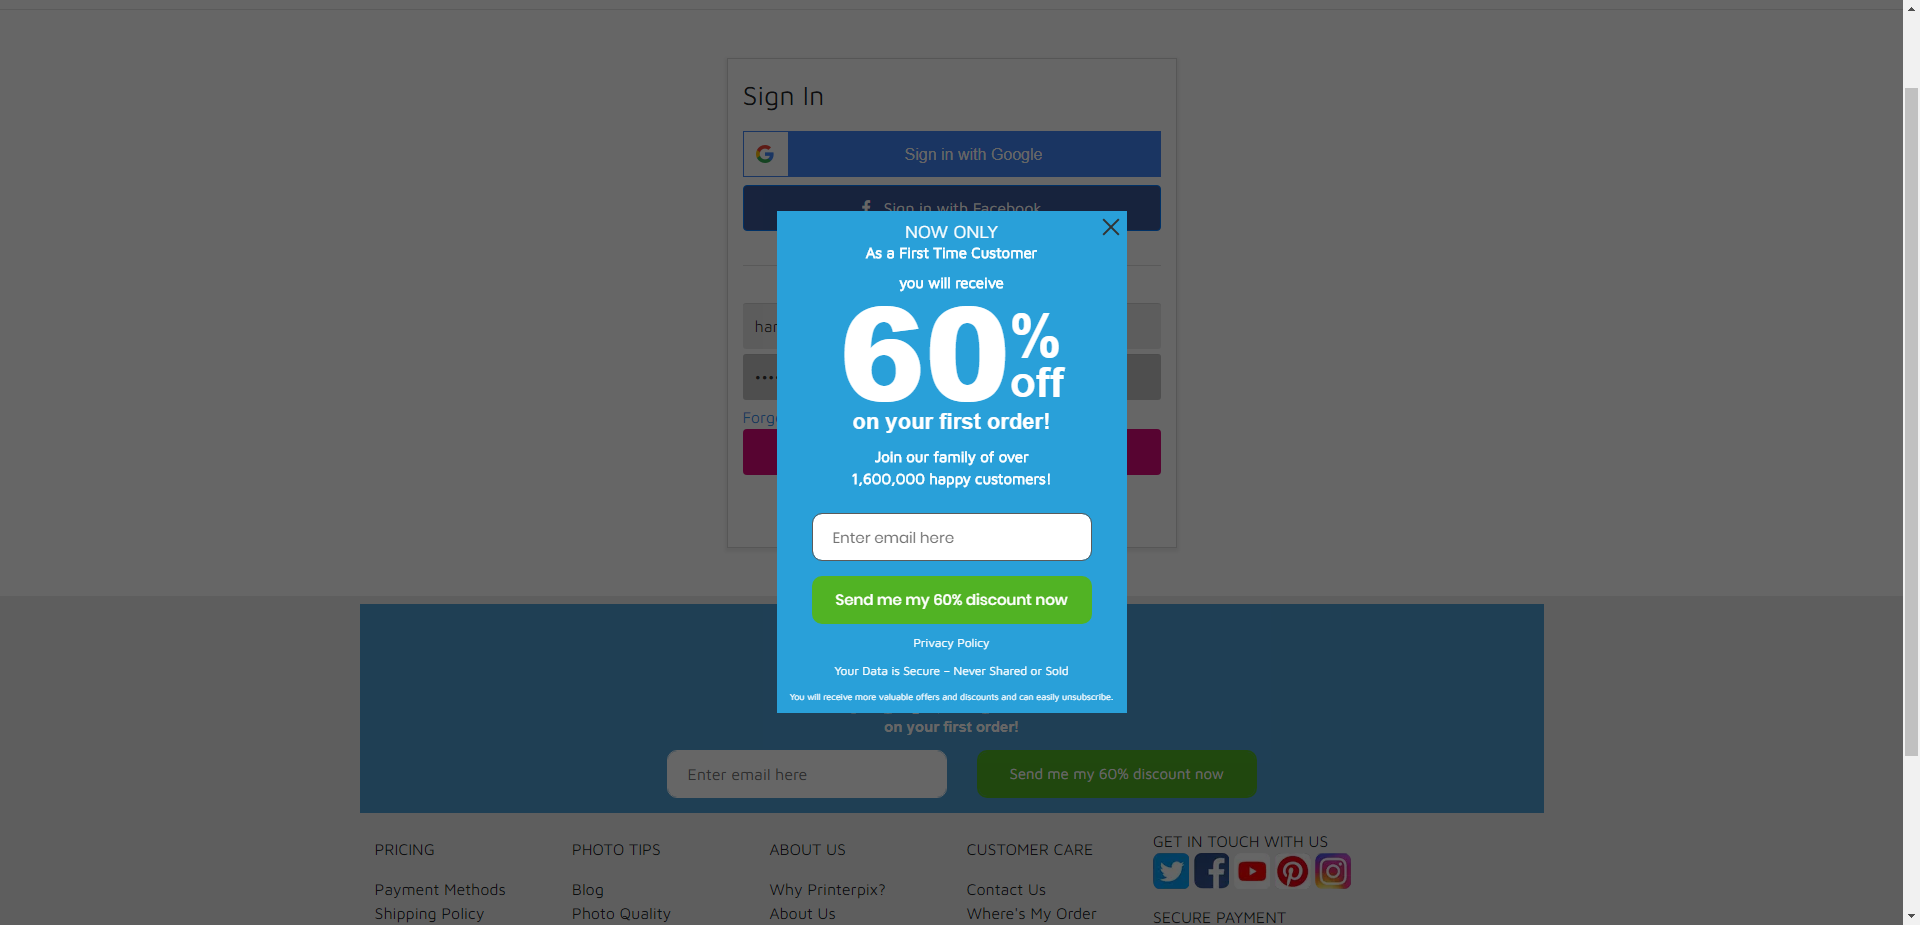 Sign In
Sign in with Google
Sign in with Facebook
NOW ONLY
As a First Time Customer
you will receive
60% off
on your first order!
Join our family of over
1,600,000 happy customers!
Enter email here
Send me my 60% discount now
Privacy Policy
Your Data is Secure – Never Shared or Sold
You will receive more valuable offers and discounts and can easily unsubscribe.
on your first order!
Enter email here
Send me my 60% discount now
PRICING
Payment Methods
Shipping Policy
PHOTO TIPS
Blog
Photo Quality
ABOUT US
Why Printerpix?
About Us
CUSTOMER CARE
Contact Us
Where's My Order
GET IN TOUCH WITH US
SECURE PAYMENT